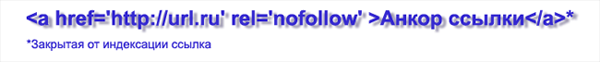 <a href='http://url.ru' rel='nofollow' >Анкор ссылки</a>*
*Закрытая от индексации ссылка